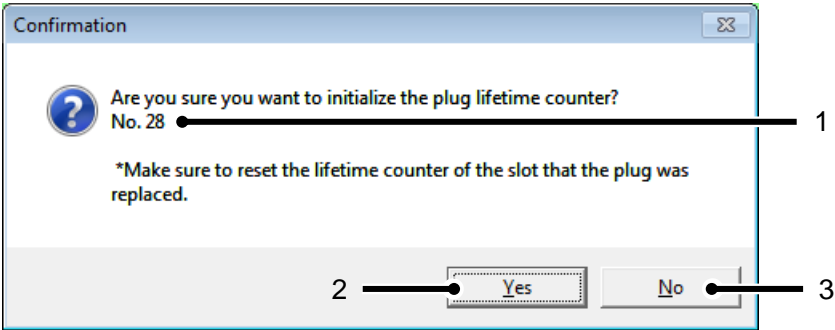 Confirmation
Are you sure you want to initialize the plug lifetime counter?
No. 28
1
*Make sure to reset the lifetime counter of the slot that the plug was
replaced.
2
Yes
No
3